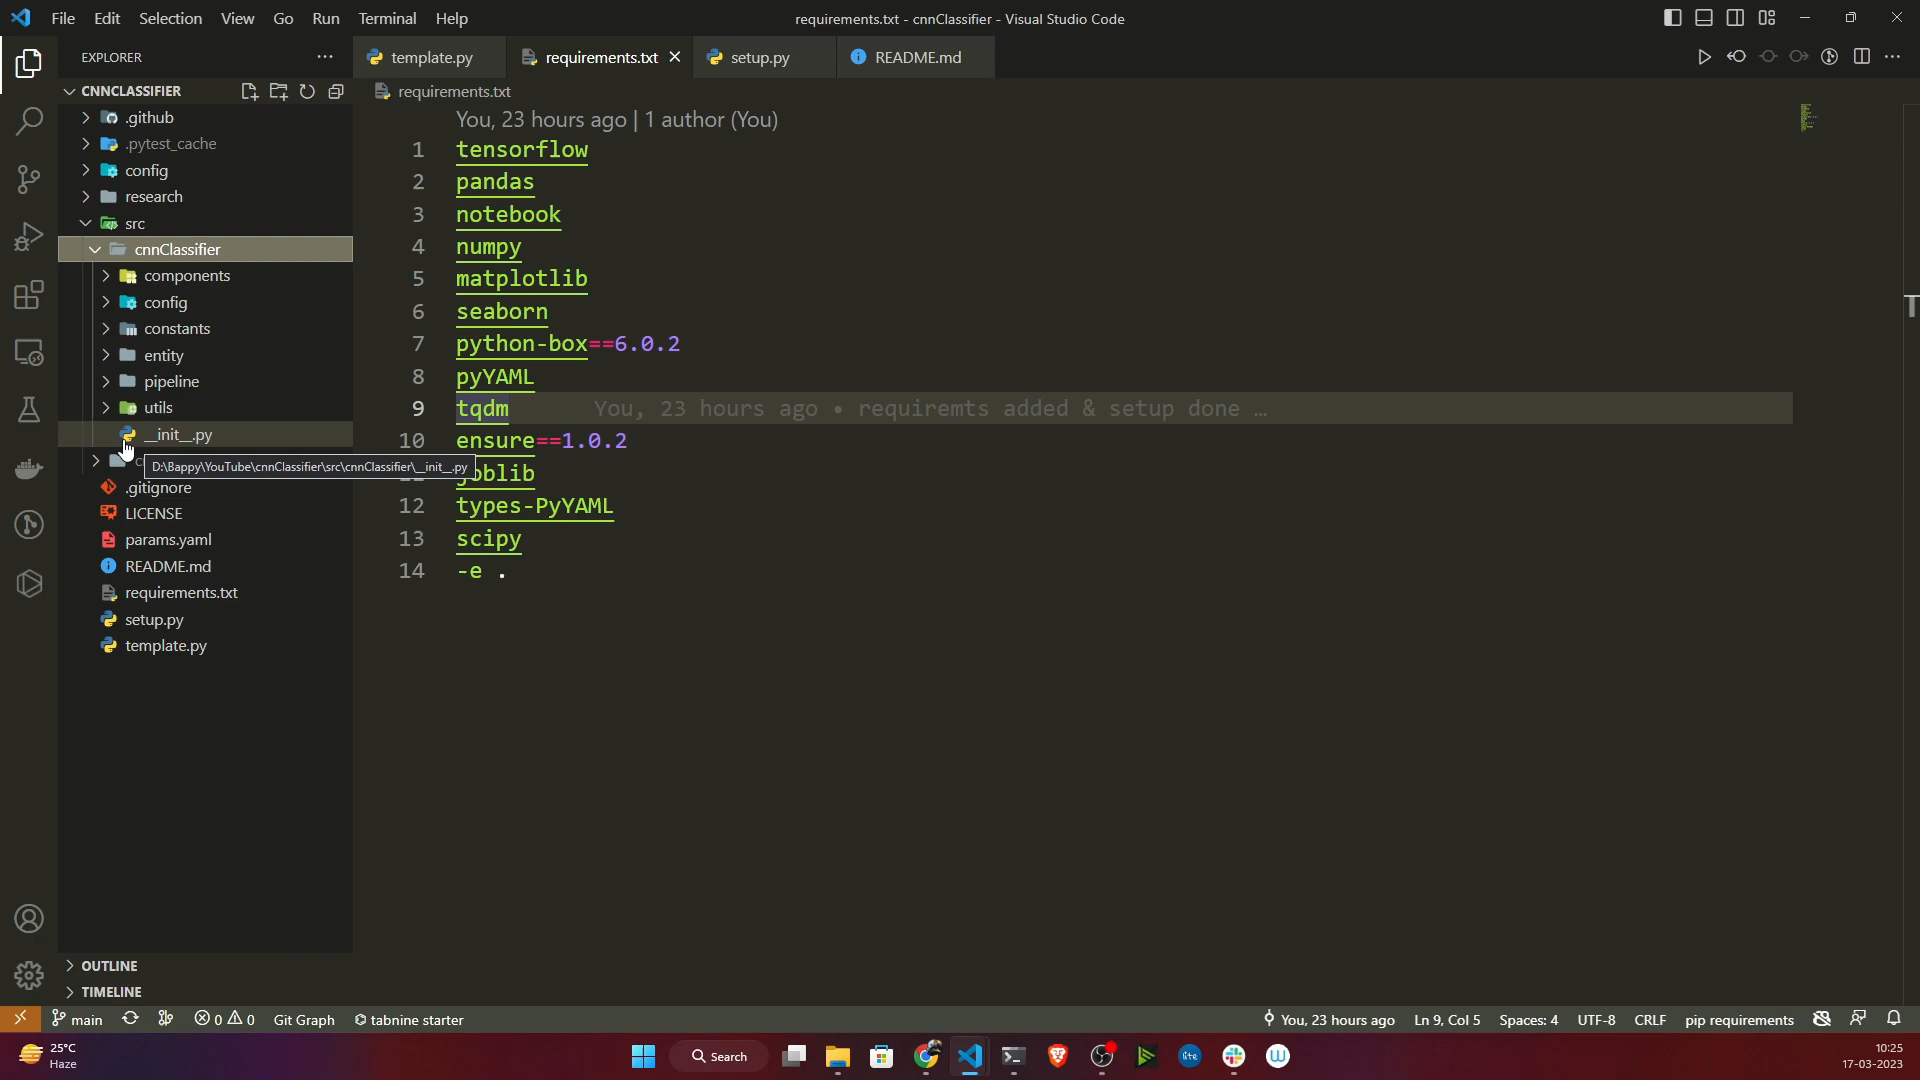 File Edit Selection View Go Run Terminal Help
requirements.txt - cnnClassifier - Visual Studio Code
EXPLORER
template.py
requirements.txt
setup.py
README.md
CNNCLASSIFIER
requirements.txt
.github
.pytest_cache
config
research
src
cnnClassifier
components
config
constants
entity
pipeline
utils
__init__.py
D:\Bappy\YouTube\cnnClassifier\src\cnnClassifier\__init__.py
.gitignore
LICENSE
params.yaml
README.md
requirements.txt
setup.py
template.py
OUTLINE
TIMELINE
You, 23 hours ago | 1 author (You)
1 tensorflow
2 pandas
3 notebook
4 numpy
5 matplotlib
6 seaborn
7 python-box==6.0.2
8 pyYAML
9 tqdm You, 23 hours ago • requiremts added & setup done …
10 ensure==1.0.2
12 types-PyYAML
13 scipy
14 -e .
main
0 0
Git Graph
tabnine starter
You, 23 hours ago
Ln 9, Col 5
Spaces: 4
UTF-8
CRLF
pip requirements
25°C
Haze
Search
lite
10:25
17-03-2023